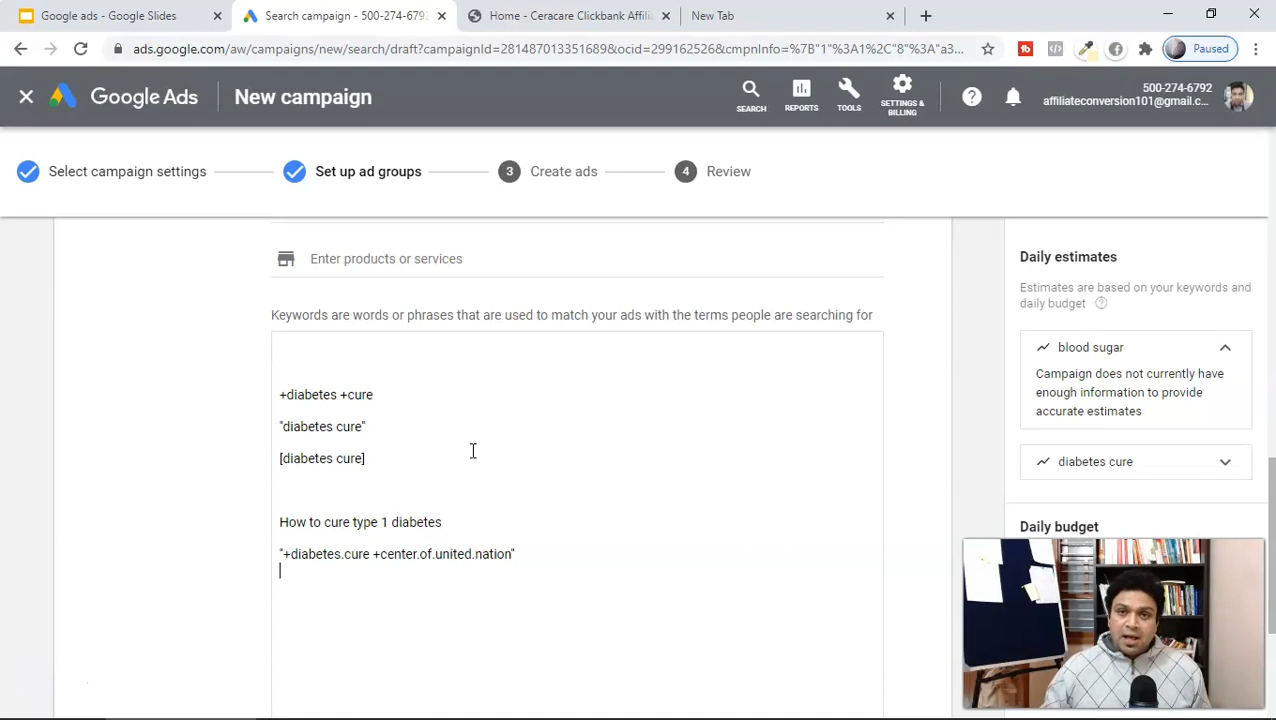 Google ads - Google Slides
Search campaign - 500-274-6792
Home - Ceracare Clickbank Affili
New Tab
ads.google.com/aw/campaigns/new/search/draft?campaignId=281487013351689&ocid=299162526&cmpnInfo=%7B"1"%3A1%2C"8"%3A"a3...
Paused
Google Ads
New campaign
SEARCH
REPORTS
TOOLS
SETTINGS &
BILLING
500-274-6792
affiliateconversion101@gmail.c...
Select campaign settings
Set up ad groups
3
Create ads
4
Review
Enter products or services
Keywords are words or phrases that are used to match your ads with the terms people are searching for
+diabetes +cure
"diabetes cure"
[diabetes cure]
How to cure type 1 diabetes
"+diabetes.cure +center.of.united.nation"
Daily estimates
Estimates are based on your keywords and
daily budget
blood sugar
Campaign does not currently have
enough information to provide
accurate estimates
diabetes cure
Daily budget